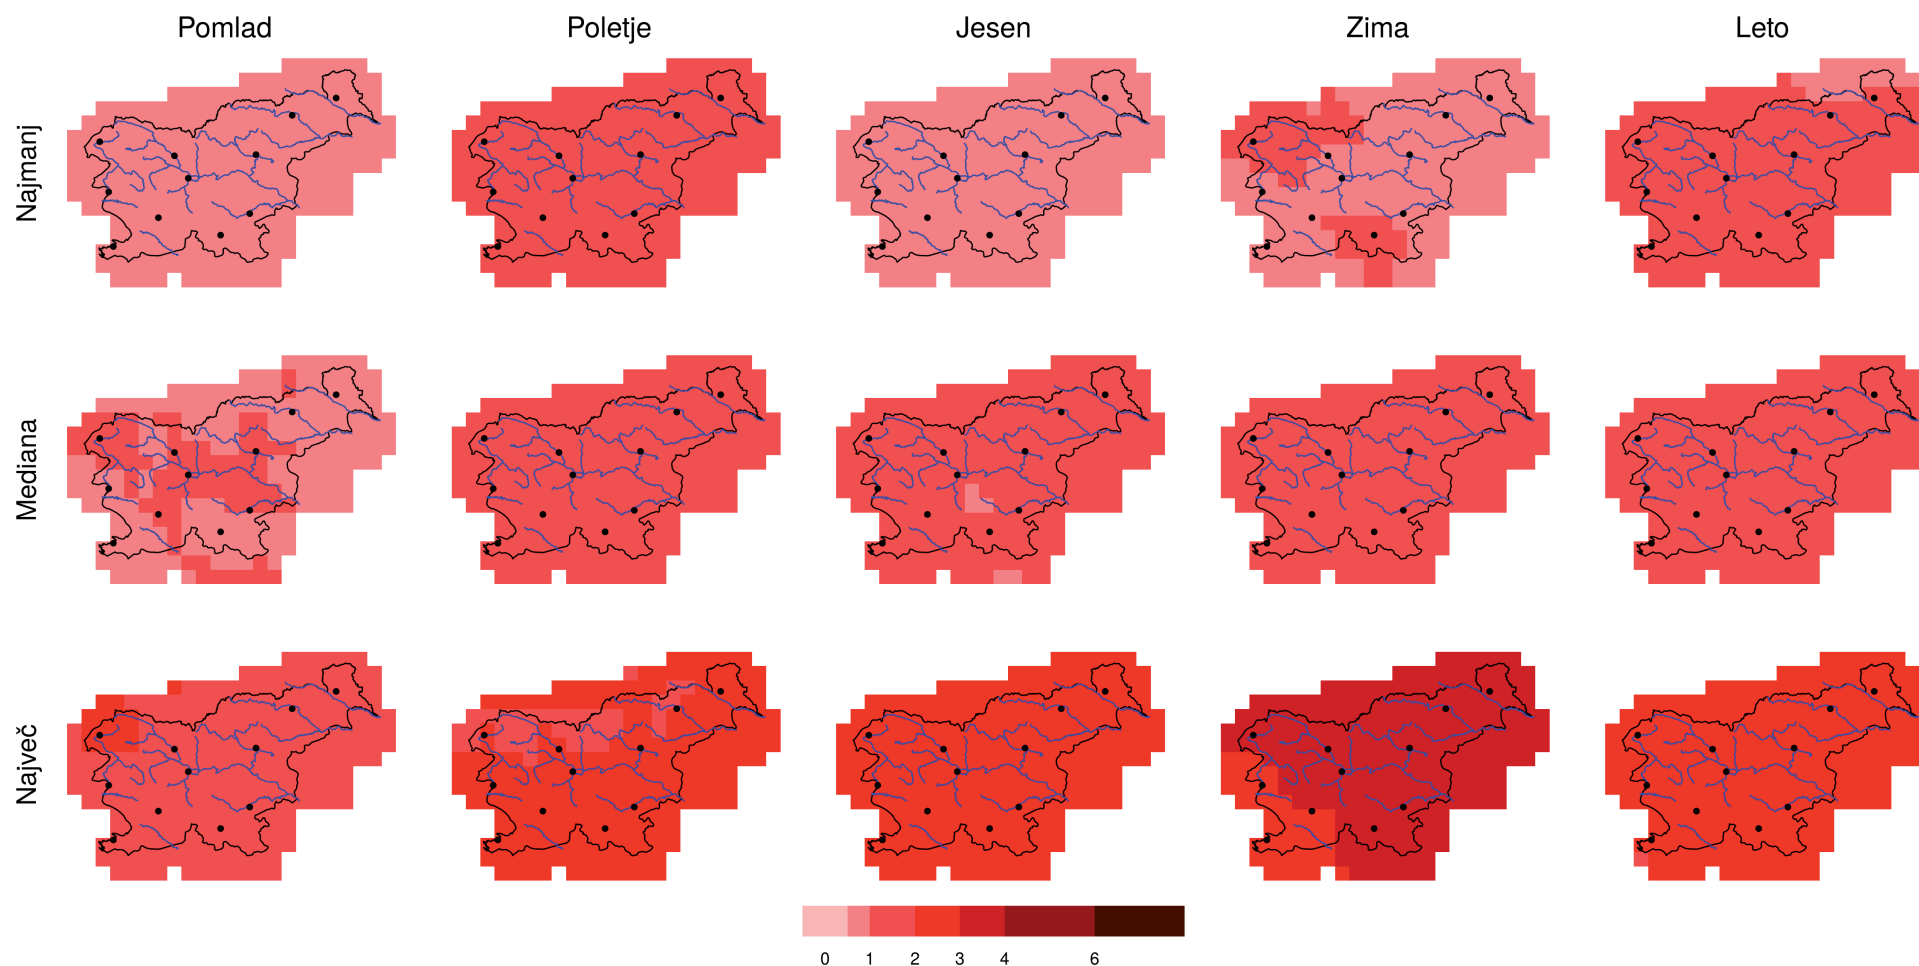 Pomlad Poletje Jesen Zima Leto
Najmanj
Mediana
Največ
0 1 2 3 4 6